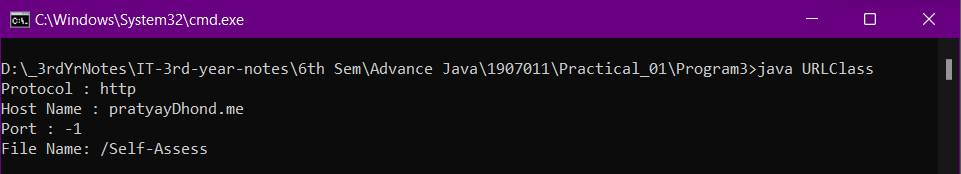 C:\Windows\System32\cmd.exe
D:\_3rdYrNotes\IT-3rd-year-notes\6th Sem\Advance Java\1907011\Practical_01\Program3>java URLClass
Protocol : http
Host Name : pratyayDhond.me
Port : -1
File Name: /Self-Assess